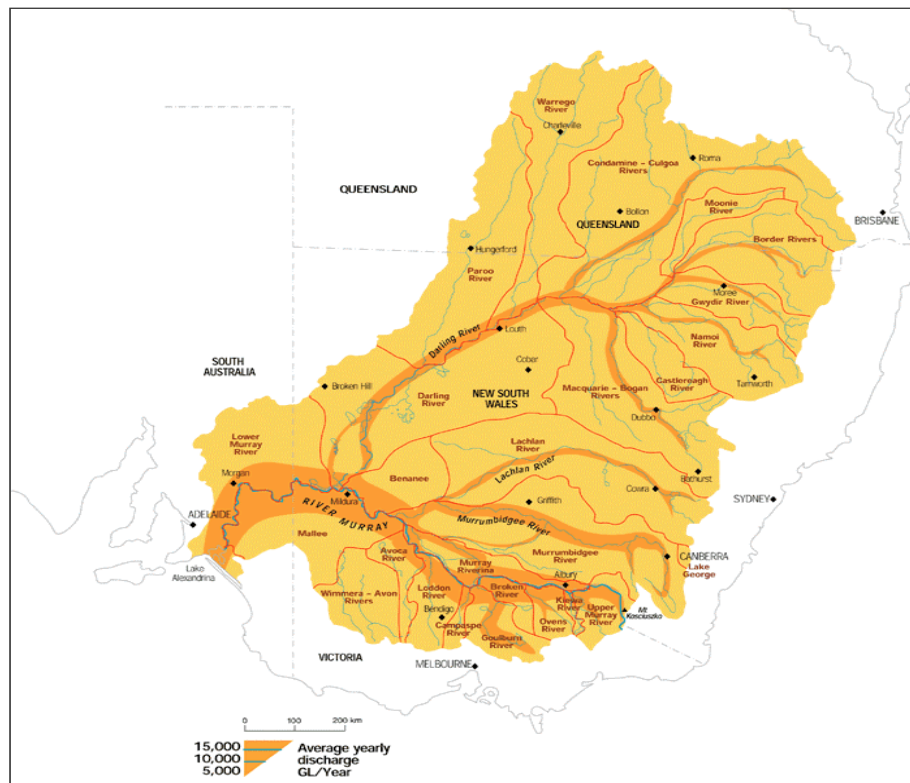 Warrego
River
Charleville
Condamine – Culgoa
Rivers
Roma
QUEENSLAND
Bollon
QUEENSLAND
Moonie
River
BRISBANE
Border Rivers
Hungerford
Paroo
River
Moree
Gwydir River
Darling River
Louth
Namoi
River
SOUTH
AUSTRALIA
Cobar
Broken Hill
Darling
River
NEW SOUTH
WALES
Macquarie – Bogan
Rivers
Castlereagh
River
Tamworth
Dubbo
Lower
Murray
River
Lachlan
River
Morgan
Benanee
Lachlan River
Bathurst
Cowra
Mildura
Griffith
SYDNEY
RIVER MURRAY
ADELAIDE
Mallee
Murrumbidgee River
Avoca
River
Murray
Riverina
Murrumbidgee
River
CANBERRA
Lake
George
Lake
Alexandrina
Albury
Wimmera – Avon
Rivers
Loddon
River
Broken
River
Kiewa
River
Upper
Murray
River
Mt
Kosciuszko
Bendigo
Campaspe
River
Ovens
River
Goulburn
River
VICTORIA
MELBOURNE
0 100 200 km
15,000 Average yearly
10,000 discharge
5,000 GL/Year